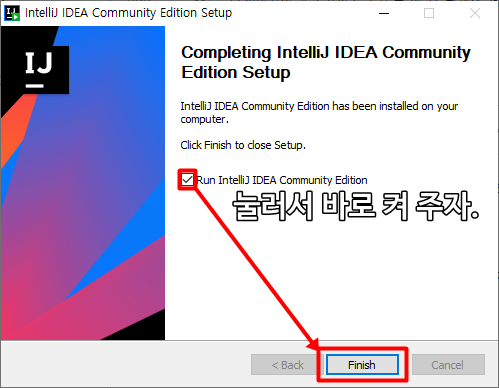 IntelliJ IDEA Community Edition Setup
IJ
Completing IntelliJ IDEA Community
Edition Setup
IntelliJ IDEA Community Edition has been installed on your
computer.
Click Finish to close Setup.
Run IntelliJ IDEA Community Edition
눌러서 바로 켜 주자.
< Back
Finish
Cancel